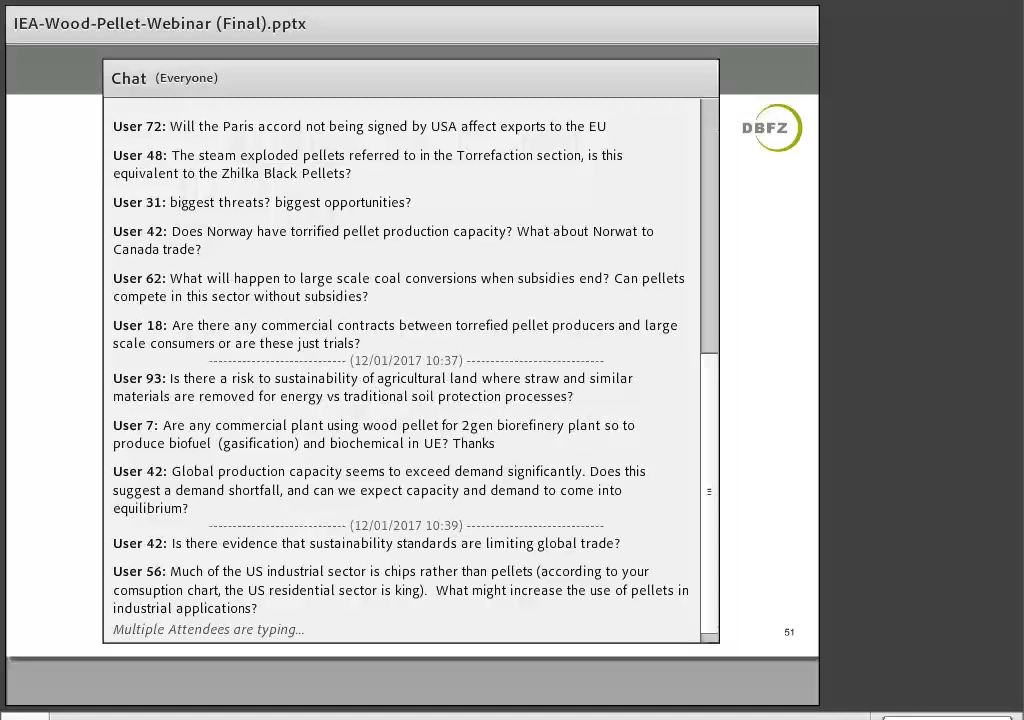 IEA-Wood-Pellet-Webinar (Final).pptx
Chat (Everyone)
DBFZ
User 72: Will the Paris accord not being signed by USA affect exports to the EU
User 48: The steam exploded pellets referred to in the Torrefaction section, is this
equivalent to the Zhilka Black Pellets?
User 31: biggest threats? biggest opportunities?
User 42: Does Norway have torrified pellet production capacity? What about Norwat to
Canada trade?
User 62: What will happen to large scale coal conversions when subsidies end? Can pellets
compete in this sector without subsidies?
User 18: Are there any commercial contracts between torrefied pellet producers and large
scale consumers or are these just trials?
---------------------------- (12/01/2017 10:37) ----------------------------
User 93: Is there a risk to sustainability of agricultural land where straw and similar
materials are removed for energy vs traditional soil protection processes?
User 7: Are any commercial plant using wood pellet for 2gen biorefinery plant so to
produce biofuel (gasification) and biochemical in UE? Thanks
User 42: Global production capacity seems to exceed demand significantly. Does this
suggest a demand shortfall, and can we expect capacity and demand to come into
equilibrium?
---------------------------- (12/01/2017 10:39) ----------------------------
User 42: Is there evidence that sustainability standards are limiting global trade?
User 56: Much of the US industrial sector is chips rather than pellets (according to your
comsuption chart, the US residential sector is king). What might increase the use of pellets in
industrial applications?
Multiple Attendees are typing...
51